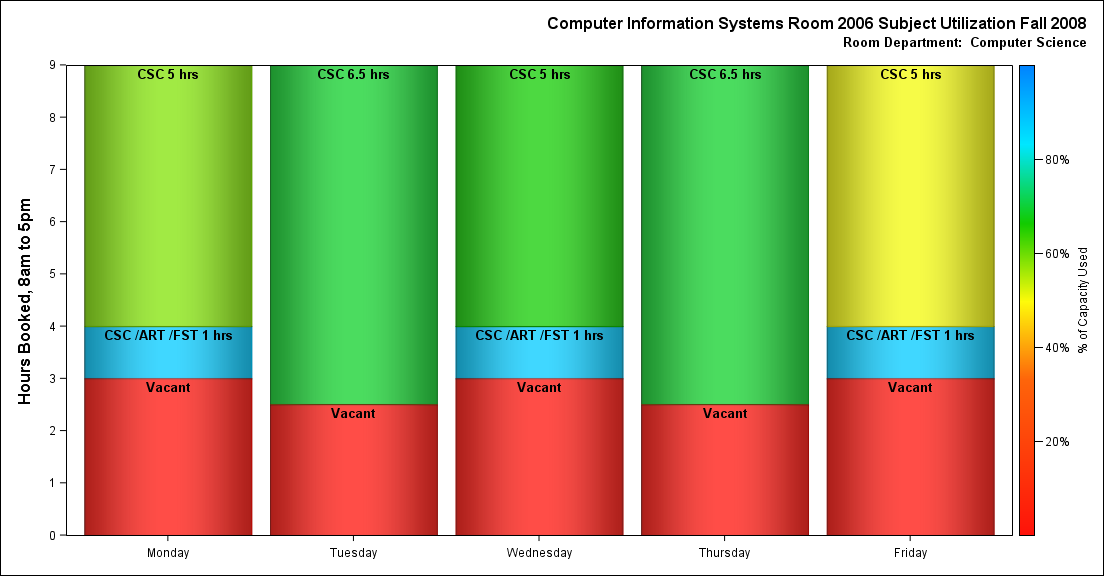 Computer Information Systems Room 2006 Subject Utilization Fall 2008
Room Department:  Computer Science
Hours Booked, 8am to 5pm
9
8
7
6
5
4
3
2
1
0
CSC 5 hrs
CSC /ART /FST 1 hrs
Vacant
CSC 6.5 hrs
Vacant
CSC 5 hrs
CSC /ART /FST 1 hrs
Vacant
CSC 6.5 hrs
Vacant
CSC 5 hrs
CSC /ART /FST 1 hrs
Vacant
Monday
Tuesday
Wednesday
Thursday
Friday
80%
60%
40%
20%
% of Capacity Used